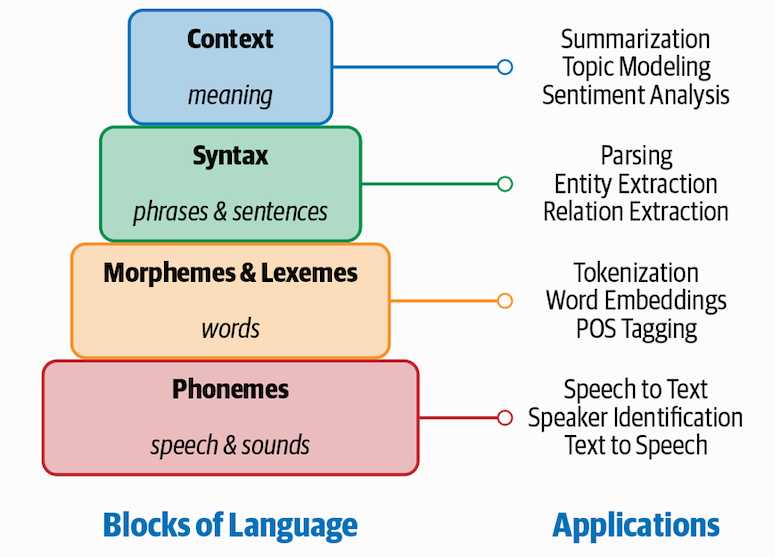 Context
meaning
Summarization
Topic Modeling
Sentiment Analysis
Syntax
phrases & sentences
Parsing
Entity Extraction
Relation Extraction
Morphemes & Lexemes
words
Tokenization
Word Embeddings
POS Tagging
Phonemes
speech & sounds
Speech to Text
Speaker Identification
Text to Speech
Blocks of Language
Applications